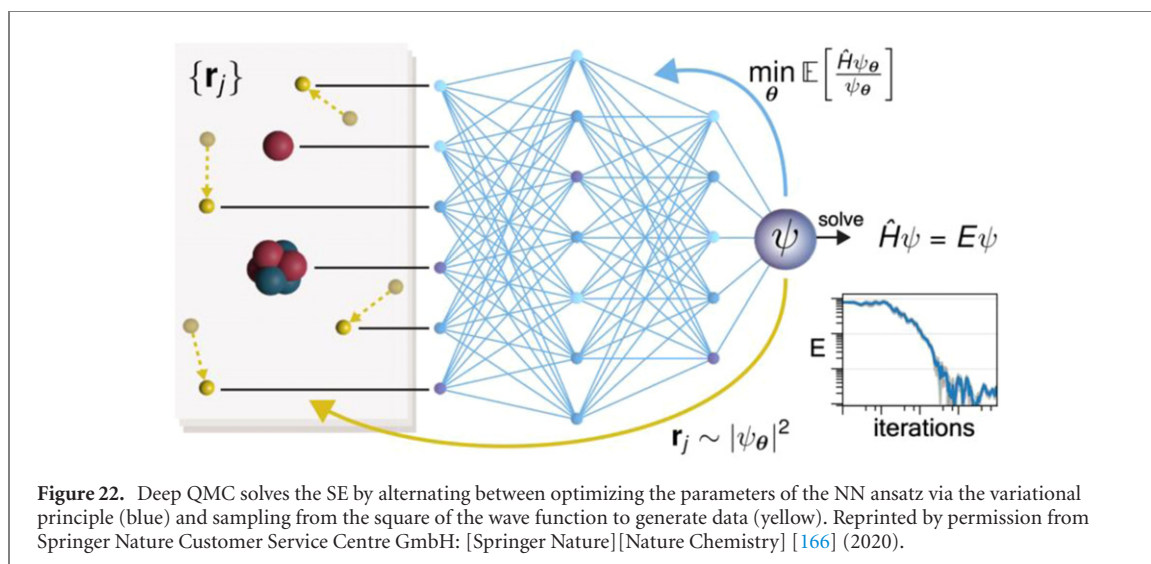 {r_j}
min_θ 𝔼[Ĥψ_θ / ψ_θ]
ψ
solve
Ĥψ = Eψ
E
iterations
r_j ∼ |ψ_θ|²
Figure 22. Deep QMC solves the SE by alternating between optimizing the parameters of the NN ansatz via the variational
principle (blue) and sampling from the square of the wave function to generate data (yellow). Reprinted by permission from
Springer Nature Customer Service Centre GmbH: [Springer Nature][Nature Chemistry] [166] (2020).